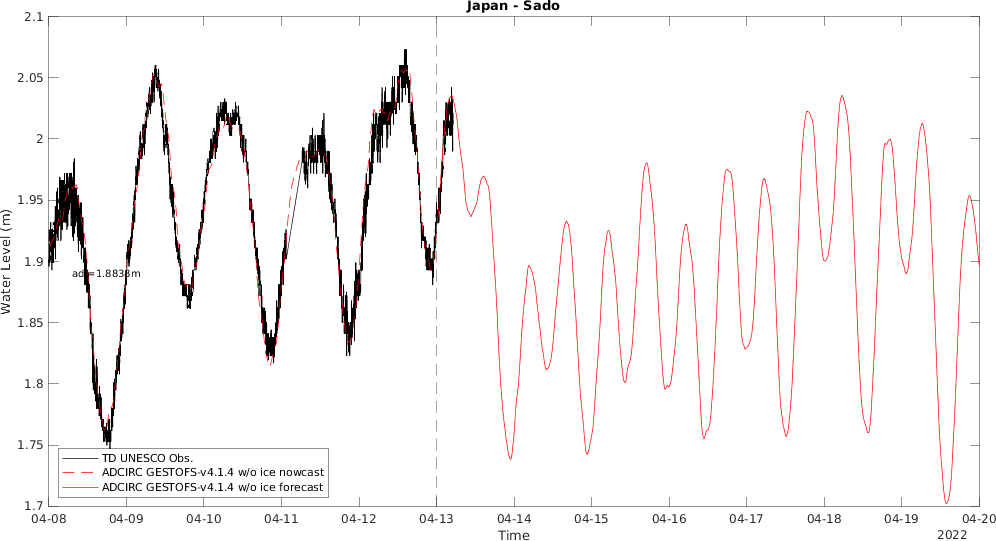 Japan - Sado
Water Level (m)
2.1
2.05
2
1.95
1.9
1.85
1.8
1.75
1.7
adj=1.8833m
TD UNESCO Obs.
ADCIRC GESTOFS-v4.1.4 w/o ice nowcast
ADCIRC GESTOFS-v4.1.4 w/o ice forecast
04-08 04-09 04-10 04-11 04-12 04-13 04-14 04-15 04-16 04-17 04-18 04-19 04-20
Time
2022